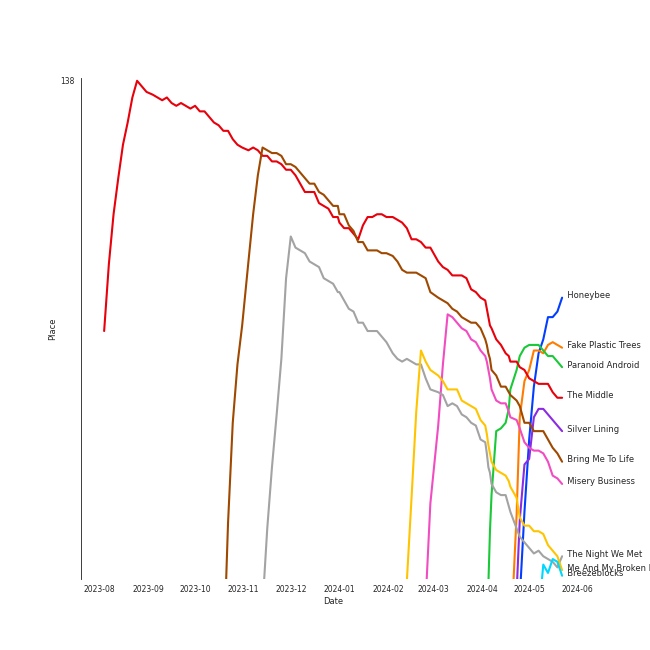 138
Place
Honeybee
Fake Plastic Trees
Paranoid Android
The Middle
Silver Lining
Bring Me To Life
Misery Business
The Night We Met
Me And My Broken
Breezeblocks
2023-08 2023-09 2023-10 2023-11 2023-12 2024-01 2024-02 2024-03 2024-04 2024-05 2024-06
Date